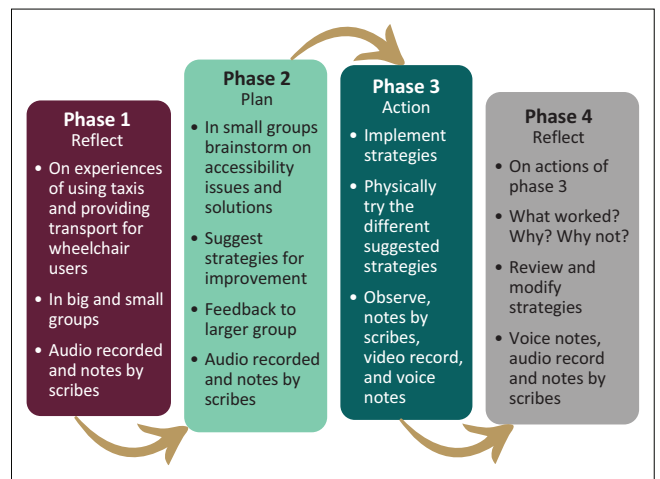 Phase 1
Reflect
• On experiences
of using taxis
and providing
transport for
wheelchair
users
• In big and small
groups
• Audio recorded
and notes by
scribes
Phase 2
Plan
• In small groups
brainstorm on
accessibility
issues and
solutions
• Suggest
strategies for
improvement
• Feedback to
larger group
• Audio recorded
and notes by
scribes
Phase 3
Action
• Implement
strategies
• Physically
try the
different
suggested
strategies
• Observe,
notes by
scribes,
video record,
and voice
notes
Phase 4
Reflect
• On actions of
phase 3
• What worked?
Why? Why not?
• Review and
modify
strategies
• Voice notes,
audio record
and notes by
scribes